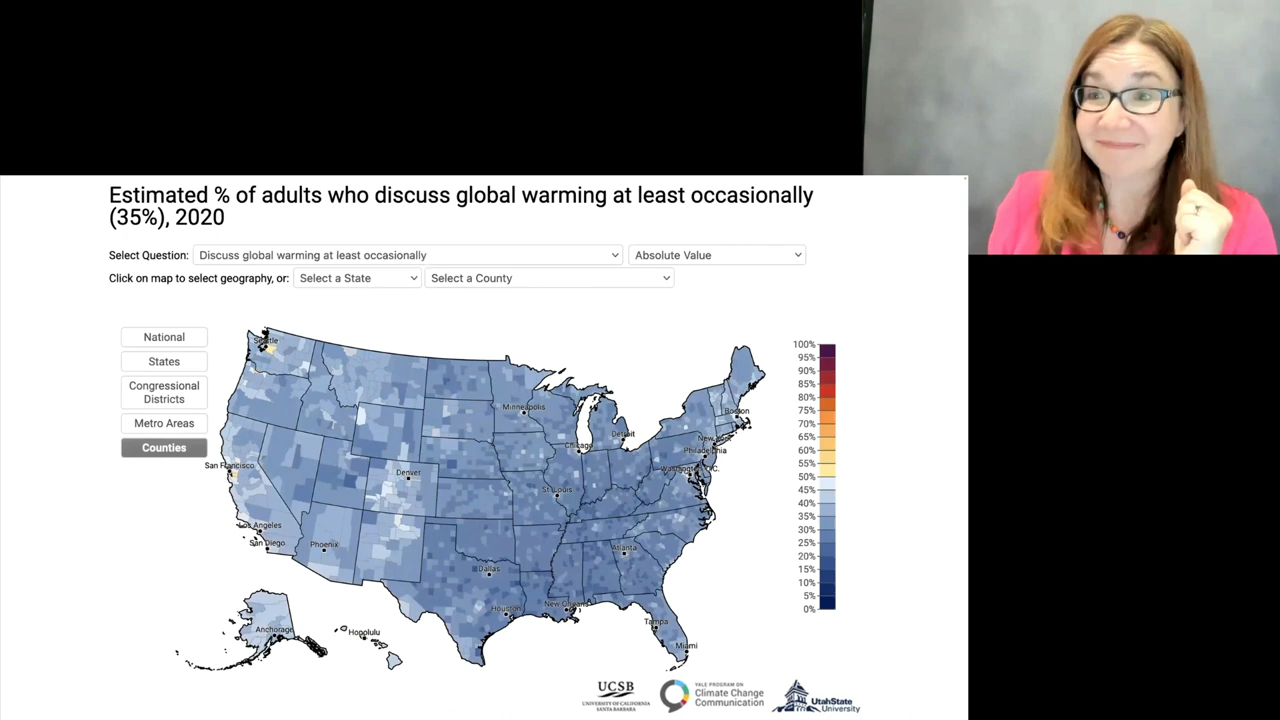 Estimated % of adults who discuss global warming at least occasionally
(35%), 2020
Select Question: Discuss global warming at least occasionally Absolute Value
Click on map to select geography, or: Select a State Select a County
National
States
Congressional
Districts
Metro Areas
Counties
Seattle
Minneapolis
Boston
Detroit
New York
Chicago
Philadelphia
San Francisco
Washington D.C.
Denver
St Louis
Los Angeles
San Diego
Phoenix
Atlanta
Dallas
Houston
New Orleans
Tampa
Anchorage
Honolulu
Miami
100%
95%
90%
85%
80%
75%
70%
65%
60%
55%
50%
45%
40%
35%
30%
25%
20%
15%
10%
5%
0%
UCSB
UNIVERSITY OF CALIFORNIA
SANTA BARBARA
YALE PROGRAM ON
Climate Change
Communication
UtahState
University